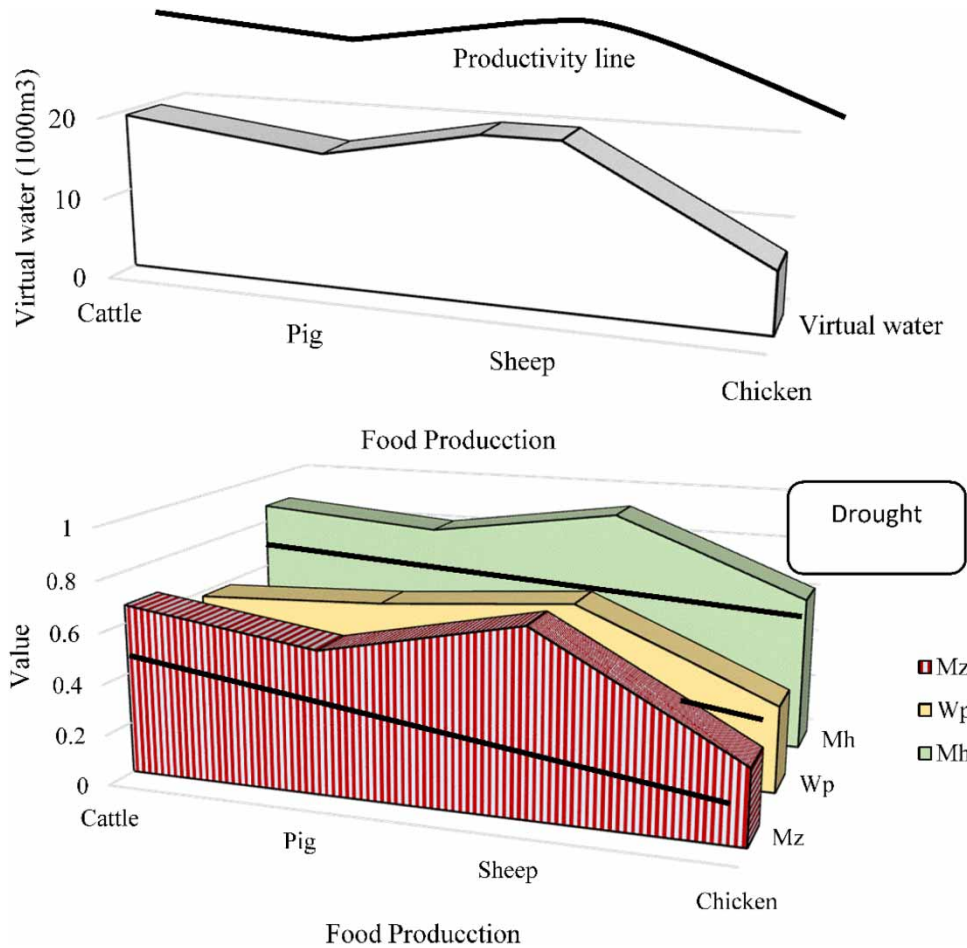 Productivity line
Virtual water (1000m3)
20
10
0
Cattle
Pig
Sheep
Chicken
Virtual water
Food Producction
Drought
Value
1
0.8
0.6
0.4
0.2
0
Cattle
Pig
Sheep
Chicken
Mh
Wp
Mz
Mz
Wp
Mh
Food Producction